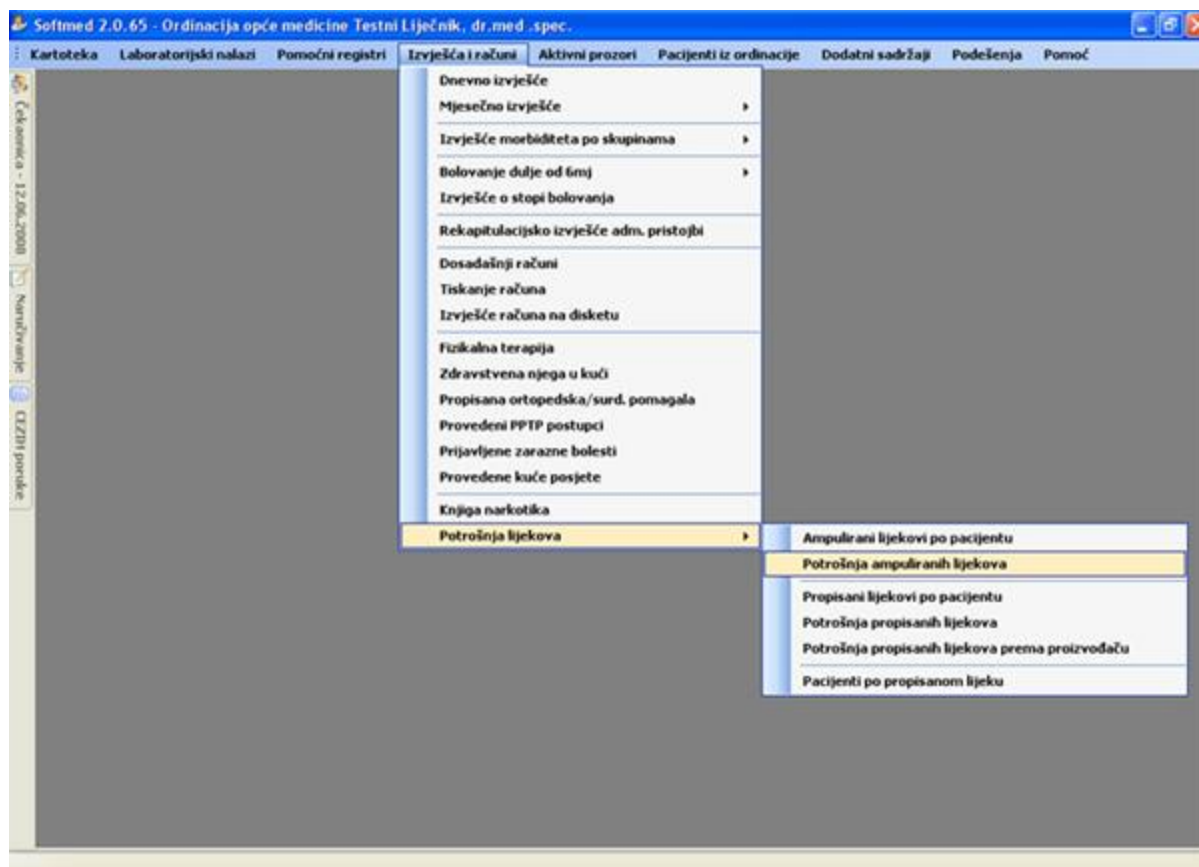 Softmed 2.0.65 - Ordinacija opće medicine Testni Liječnik, dr.med .spec.
Kartoteka Laboratorijski nalazi Pomoćni registri Izvješća i računi Aktivni prozori Pacijenti iz ordinacije Dodatni sadržaji Podešenja Pomoć
Čekaonica - 12.06.2008
Naručivanje
CEZIH poruke
Dnevno izvješće
Mjesečno izvješće
Izvješće morbiditeta po skupinama
Bolovanje dulje od 6mj
Izvješće o stopi bolovanja
Rekapitulacijsko izvješće adm. pristojbi
Dosadašnji računi
Tiskanje računa
Izvješće računa na disketu
Fizikalna terapija
Zdravstvena njega u kući
Propisana ortopedska/surd. pomagala
Provedeni PPTP postupci
Prijavljene zarazne bolesti
Provedene kuće posjete
Knjiga narkotika
Potrošnja lijekova
Ampulirani lijekovi po pacijentu
Potrošnja ampuliranih lijekova
Propisani lijekovi po pacijentu
Potrošnja propisanih lijekova
Potrošnja propisanih lijekova prema proizvođaču
Pacijenti po propisanom lijeku